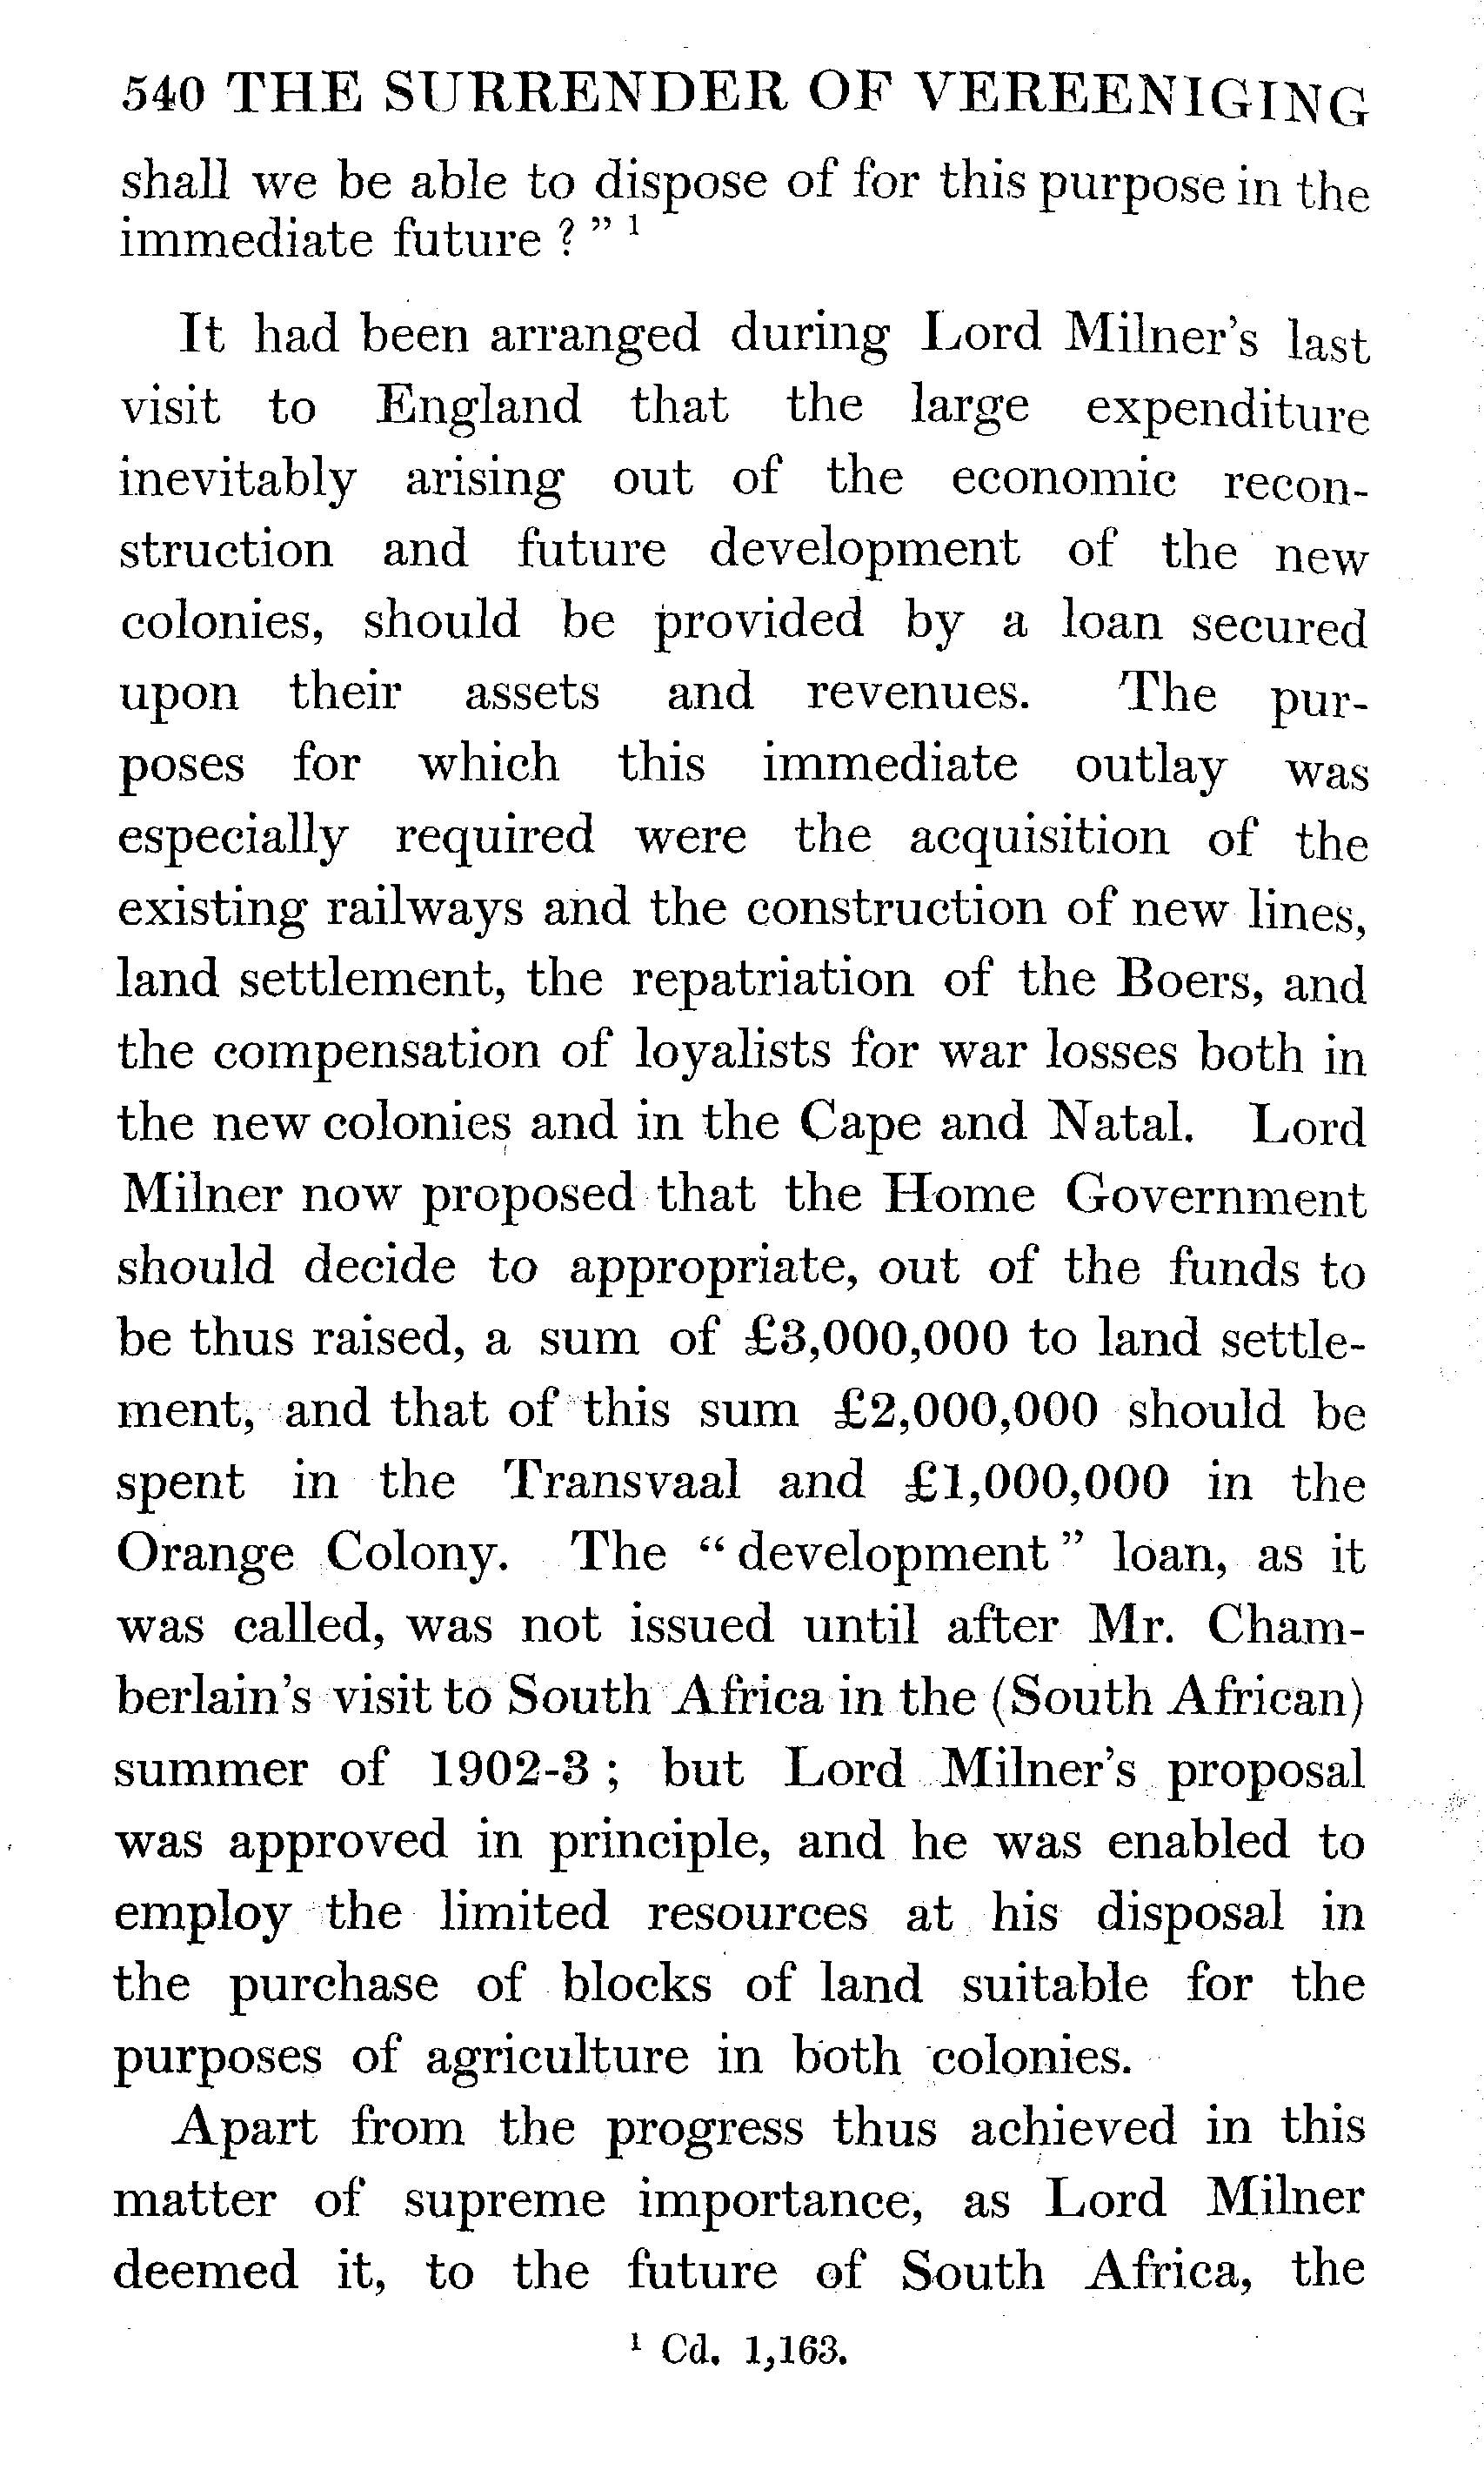 540 THE SURRENDER OF VEREENIGING
shall we be able to dispose of for this purpose in the
immediate future ? ” 1
It had been arranged during Lord Milner's last
visit to England that the large expenditure
inevitably arising out of the economic recon-
struction and future development of the new
colonies, should be provided by a loan secured
upon their assets and revenues. The pur-
poses for which this immediate outlay was
especially required were the acquisition of the
existing railways and the construction of new lines,
land settlement, the repatriation of the Boers, and
the compensation of loyalists for war losses both in
the new colonies and in the Cape and Natal. Lord
Milner now proposed that the Home Government
should decide to appropriate, out of the funds to
be thus raised, a sum of £3,000,000 to land settle-
ment, and that of this sum £2,000,000 should be
spent in the Transvaal and £1,000,000 in the
Orange Colony. The “ development ” loan, as it
was called, was not issued until after Mr. Cham-
berlain's visit to South Africa in the (South African)
summer of 1902-3 ; but Lord Milner's proposal
was approved in principle, and he was enabled to
employ the limited resources at his disposal in
the purchase of blocks of land suitable for the
purposes of agriculture in both colonies.
Apart from the progress thus achieved in this
matter of supreme importance, as Lord Milner
deemed it, to the future of South Africa, the
1 Cd. 1,163.